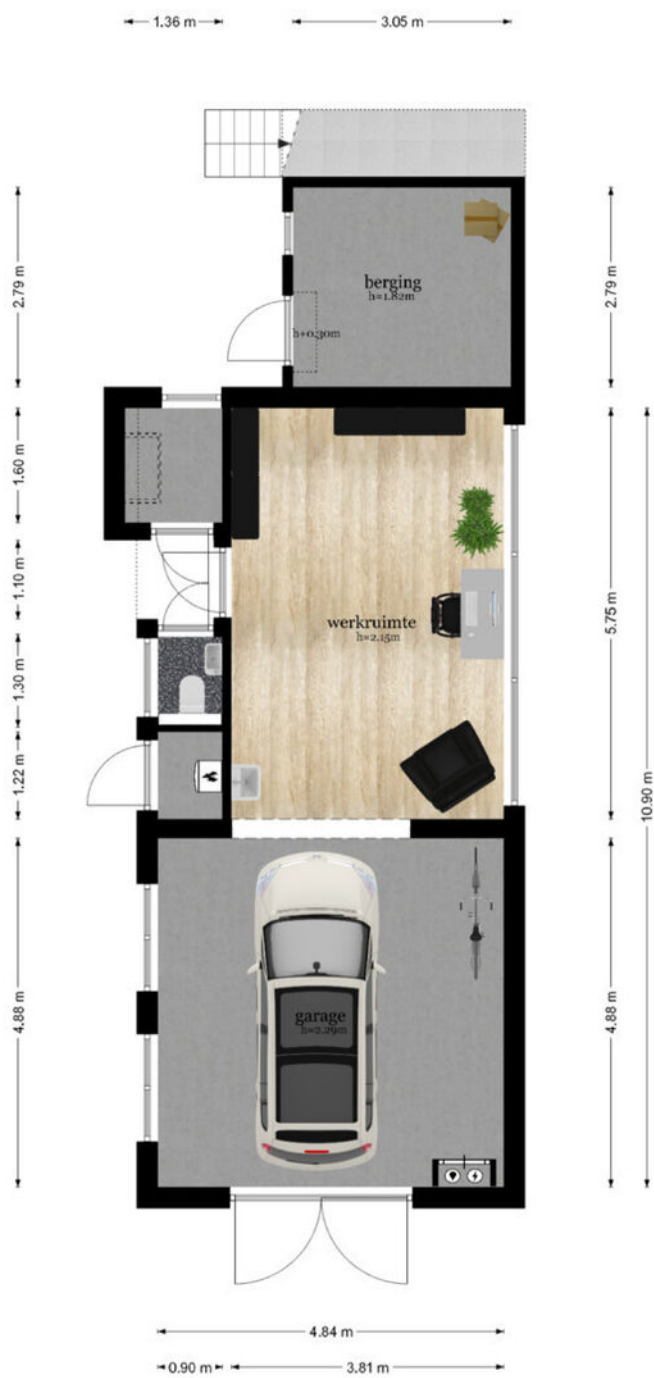 1.36 m
3.05 m
2.79 m
2.79 m
berging
h=1.82m
h+0.30m
1.60 m
1.10 m
5.75 m
werkruimte
h=2.15m
1.30 m
1.22 m
10.90 m
4.88 m
4.88 m
garage
h=2.29m
4.84 m
0.90 m
3.81 m